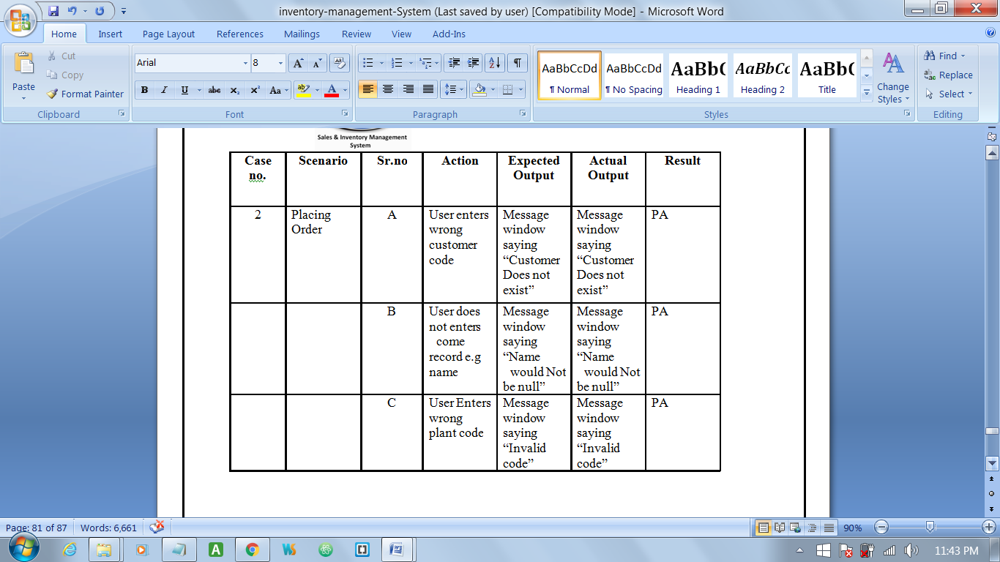 inventory-management-System (Last saved by user) [Compatibility Mode] - Microsoft Word
Home Insert Page Layout References Mailings Review View Add-Ins
Paste
Cut
Copy
Format Painter
Clipboard
Arial 8
B I U abc x₂ x² Aa
Font
Paragraph
AaBbCcDd AaBbCcDd AaBbC AaBbCc AaBbC
¶ Normal ¶ No Spacing Heading 1 Heading 2 Title
Change
Styles
Styles
Find
Replace
Select
Editing
Sales & Inventory Management
System
Case
no.
Scenario
Sr.no
Action
Expected
Output
Actual
Output
Result
2
Placing
Order
A
User enters
wrong
customer
code
Message
window
saying
“Customer
Does not
exist”
Message
window
saying
“Customer
Does not
exist”
PA
B
User does
not enters
come
record e.g
name
Message
window
saying
“Name
would Not
be null”
Message
window
saying
“Name
would Not
be null”
PA
C
User Enters
wrong
plant code
Message
window
saying
“Invalid
code”
Message
window
saying
“Invalid
code”
PA
Page: 81 of 87 Words: 6,661
90%
11:43 PM